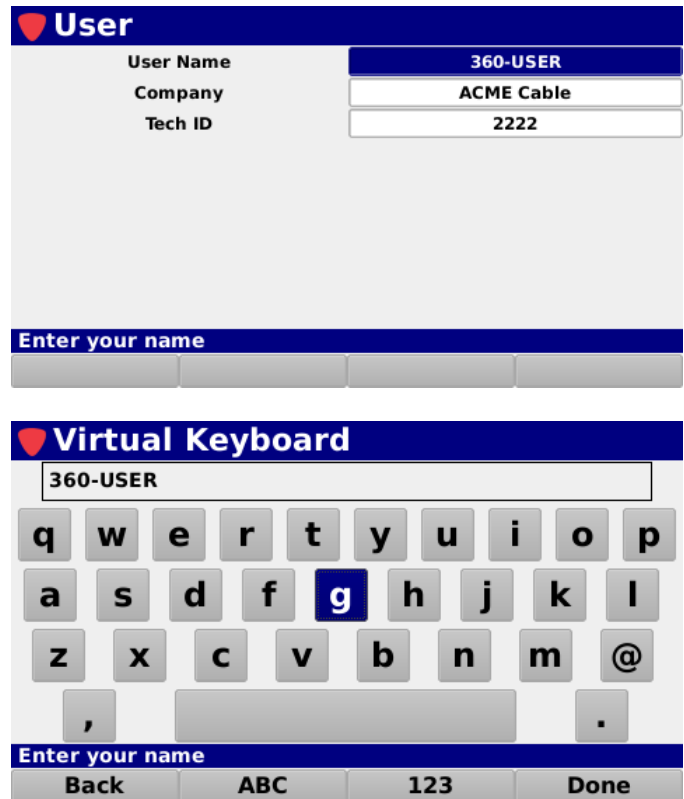 User
User Name 360-USER
Company ACME Cable
Tech ID 2222
Enter your name
Virtual Keyboard
360-USER
q w e r t y u i o p
a s d f g h j k l
z x c v b n m @
, .
Enter your name
Back ABC 123 Done